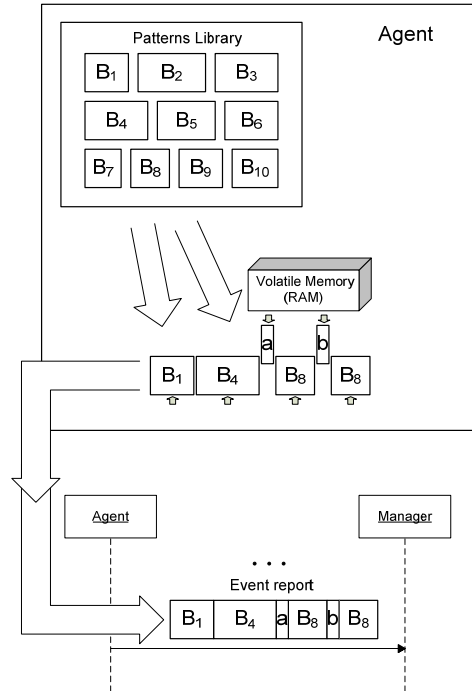 Patterns Library
Agent
B1 B2 B3
B4 B5 B6
B7 B8 B9 B10
Volatile Memory
(RAM)
a b
B1 B4 B8 B8
Agent Manager
...
Event report
B1 B4 a B8 b B8